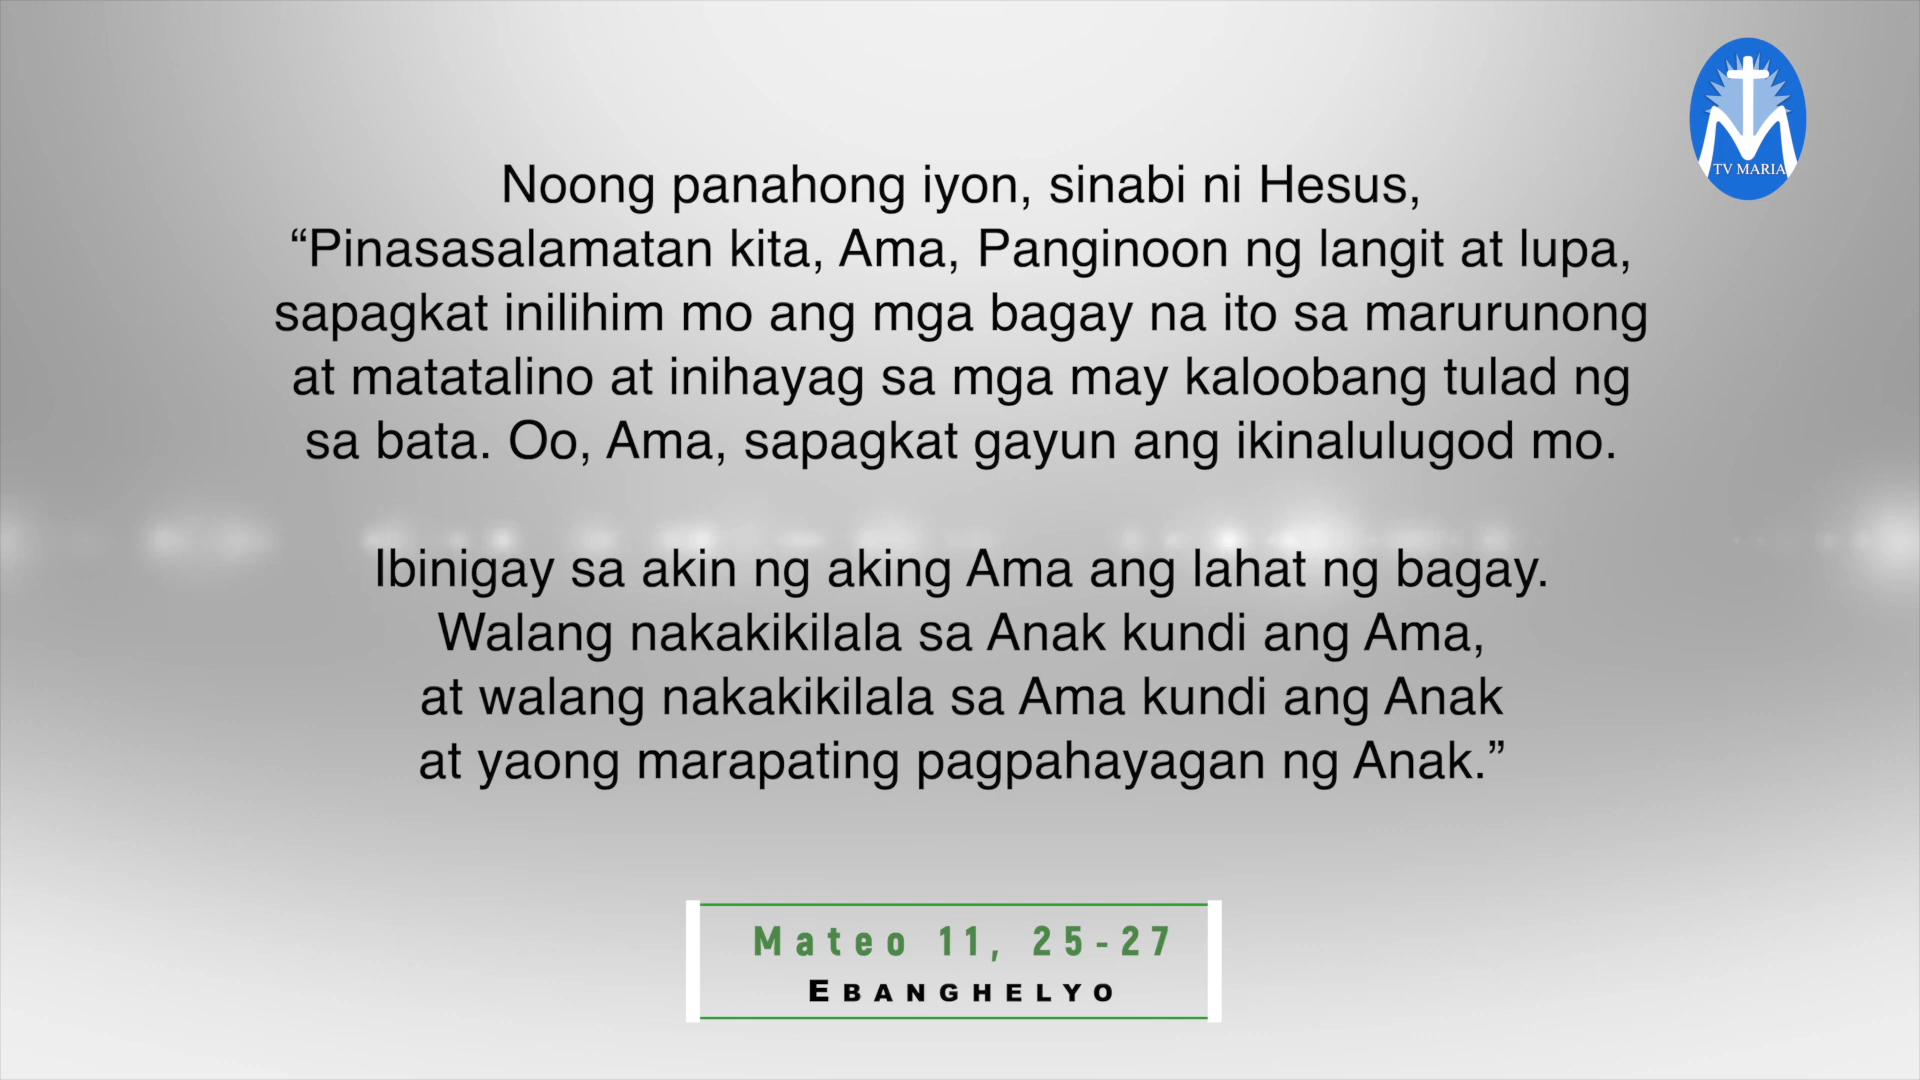 TV MARIA
Noong panahong iyon, sinabi ni Hesus,
“Pinasasalamatan kita, Ama, Panginoon ng langit at lupa,
sapagkat inilihim mo ang mga bagay na ito sa marurunong
at matatalino at inihayag sa mga may kaloobang tulad ng
sa bata. Oo, Ama, sapagkat gayun ang ikinalulugod mo.
Ibinigay sa akin ng aking Ama ang lahat ng bagay.
Walang nakakikilala sa Anak kundi ang Ama,
at walang nakakikilala sa Ama kundi ang Anak
at yaong marapating pagpahayagan ng Anak.”
Mateo 11, 25-27
EBANGHELYO